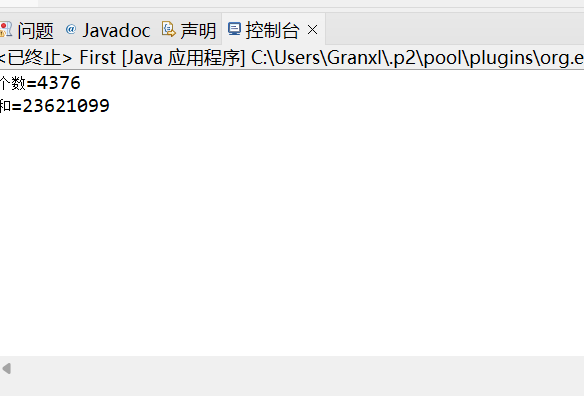 问题 @ Javadoc 声明 控制台
<已终止> First [Java 应用程序] C:\Users\Granxl\.p2\pool\plugins\org.e
个数=4376
和=23621099